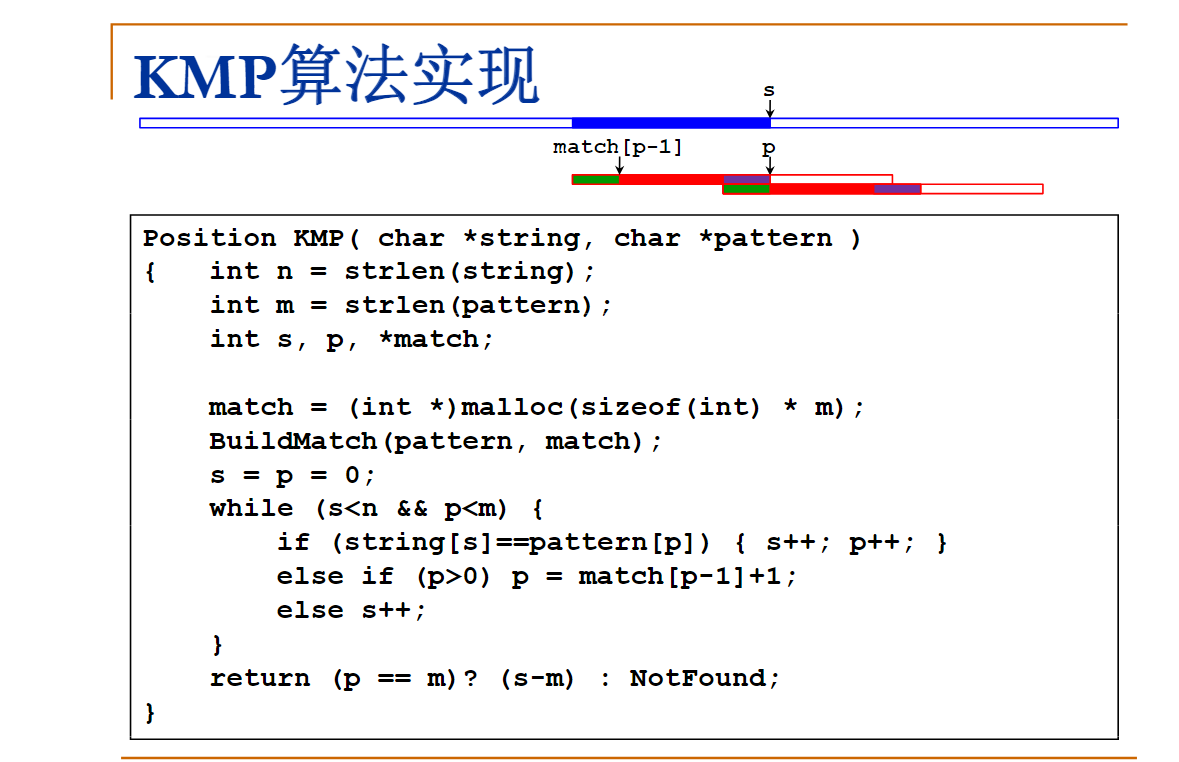 KMP算法实现
s
match[p-1]
p
Position KMP( char *string, char *pattern )
{   int n = strlen(string);
    int m = strlen(pattern);
    int s, p, *match;
    match = (int *)malloc(sizeof(int) * m);
    BuildMatch(pattern, match);
    s = p = 0;
    while (s<n && p<m) {
        if (string[s]==pattern[p]) { s++; p++; }
        else if (p>0) p = match[p-1]+1;
        else s++;
    }
    return (p == m)? (s-m) : NotFound;
}